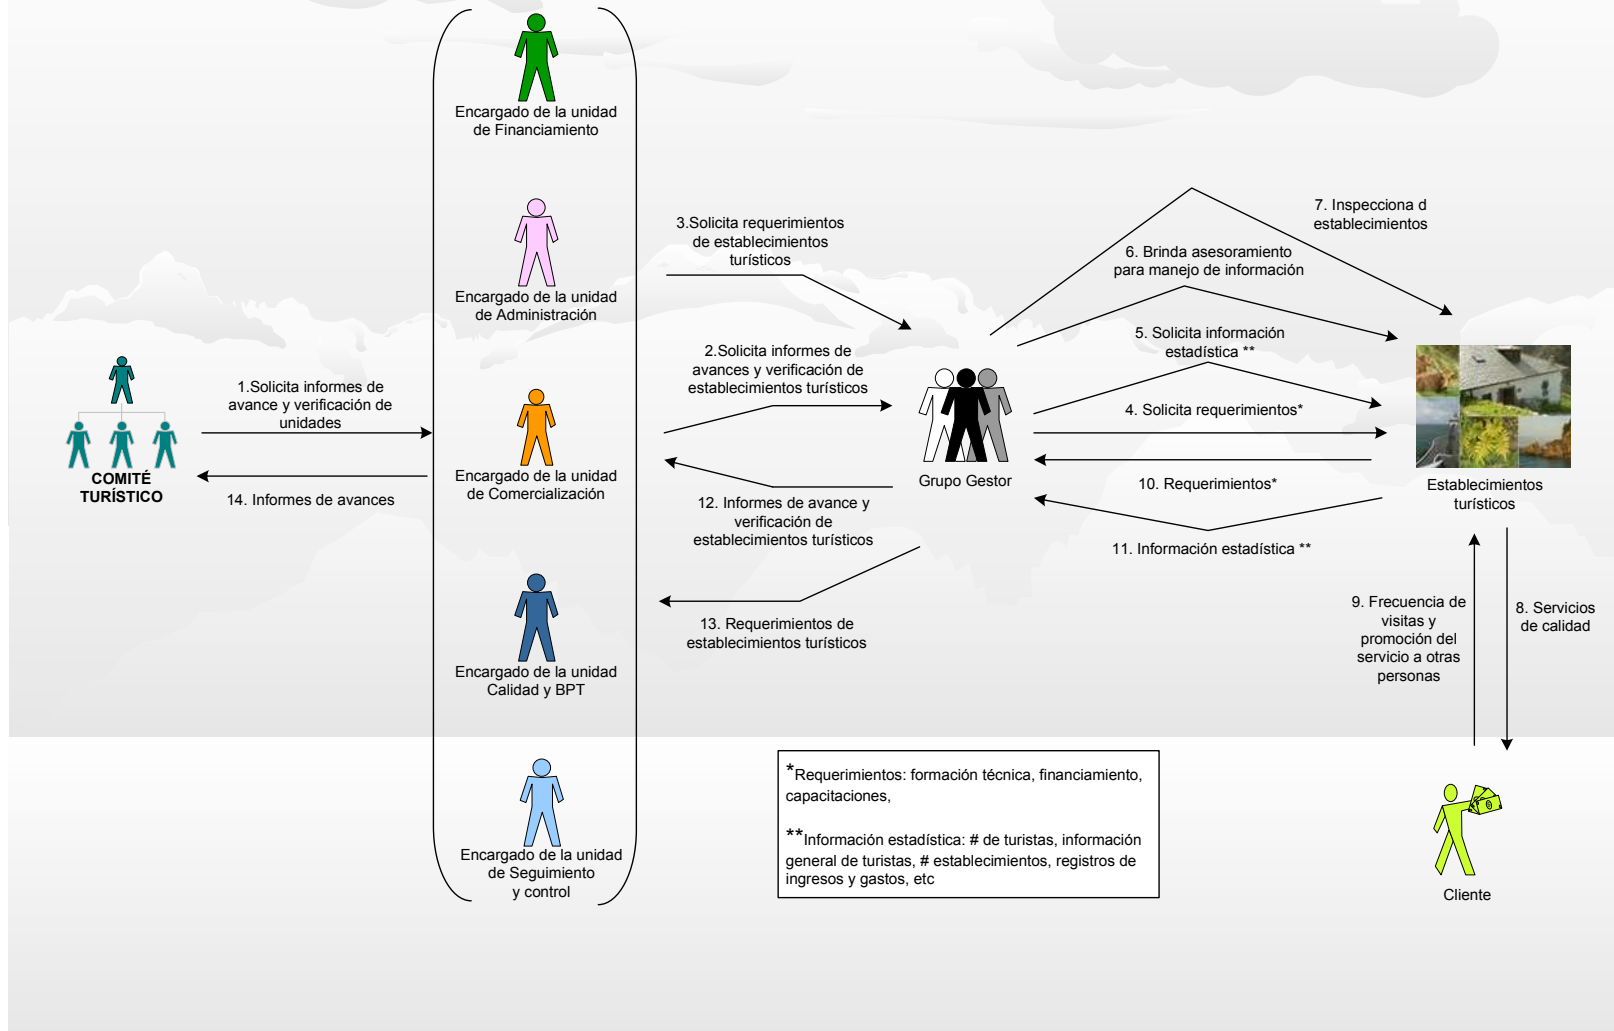 Encargado de la unidad
de Financiamiento
Encargado de la unidad
de Administración
Encargado de la unidad
de Comercialización
Encargado de la unidad
Calidad y BPT
Encargado de la unidad
de Seguimiento
y control
COMITÉ
TURÍSTICO
1.Solicita informes de
avance y verificación de
unidades
14. Informes de avances
3.Solicita requerimientos
de establecimientos
turísticos
2.Solicita informes de
avances y verificación de
establecimientos turísticos
12. Informes de avance y
verificación de
establecimientos turísticos
13. Requerimientos de
establecimientos turísticos
Grupo Gestor
7. Inspecciona d
establecimientos
6. Brinda asesoramiento
para manejo de información
5. Solicita información
estadística **
4. Solicita requerimientos*
10. Requerimientos*
11. Información estadística **
Establecimientos
turísticos
9. Frecuencia de
visitas y
promoción del
servicio a otras
personas
8. Servicios
de calidad
Cliente
*Requerimientos: formación técnica, financiamiento,
capacitaciones,
**Información estadística: # de turistas, información
general de turistas, # establecimientos, registros de
ingresos y gastos, etc